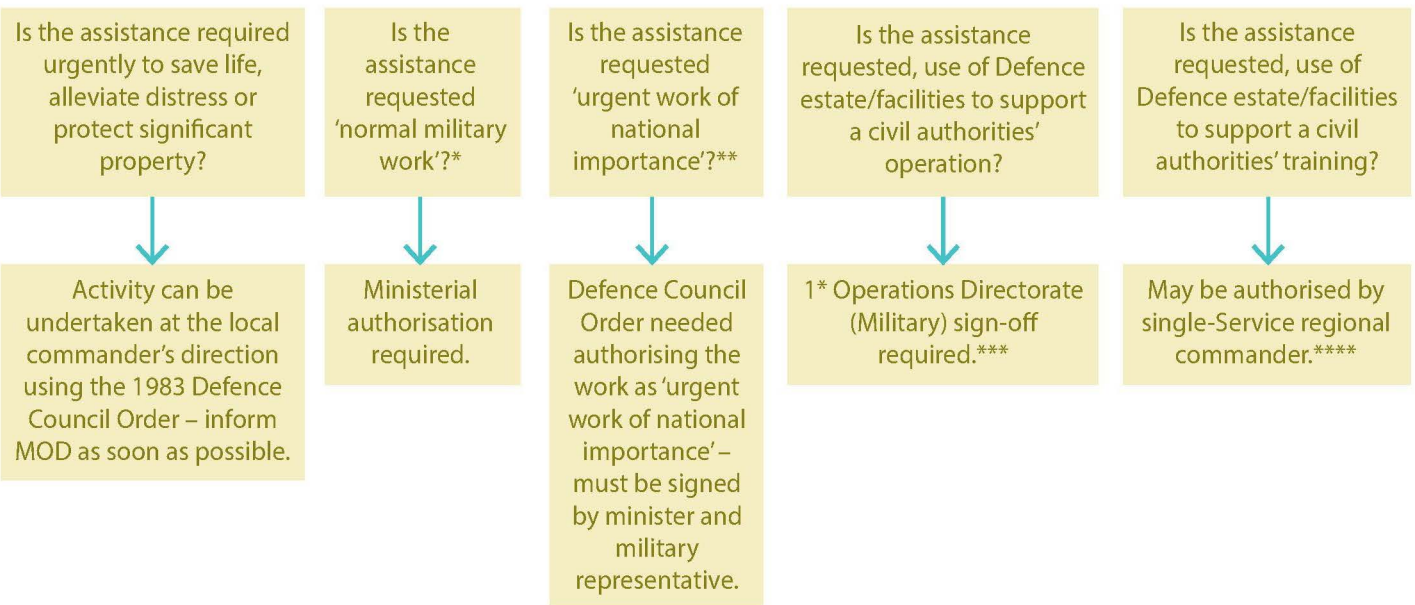 Is the assistance required
urgently to save life,
alleviate distress or
protect significant
property?
Is the
assistance
requested
‘normal military
work’?*
Is the assistance
requested
‘urgent work of
national
importance’?**
Is the assistance
requested, use of Defence
estate/facilities to support
a civil authorities’
operation?
Is the assistance
requested, use of
Defence estate/facilities
to support a civil
authorities’ training?
Activity can be
undertaken at the local
commander’s direction
using the 1983 Defence
Council Order – inform
MOD as soon as possible.
Ministerial
authorisation
required.
Defence Council
Order needed
authorising the
work as ‘urgent
work of national
importance’ –
must be signed
by minister and
military
representative.
1* Operations Directorate
(Military) sign-off
required.***
May be authorised by
single-Service regional
commander.****